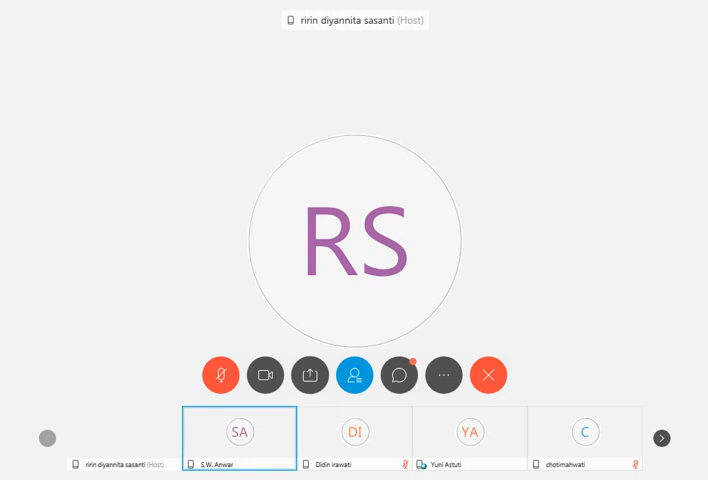 ririn diyannita sasanti (Host)
RS
SA
DI
YA
C
ririn diyannita sasanti (Host)
S.W. Anwar
Didin irawati
Yuni Astuti
chotimahwati